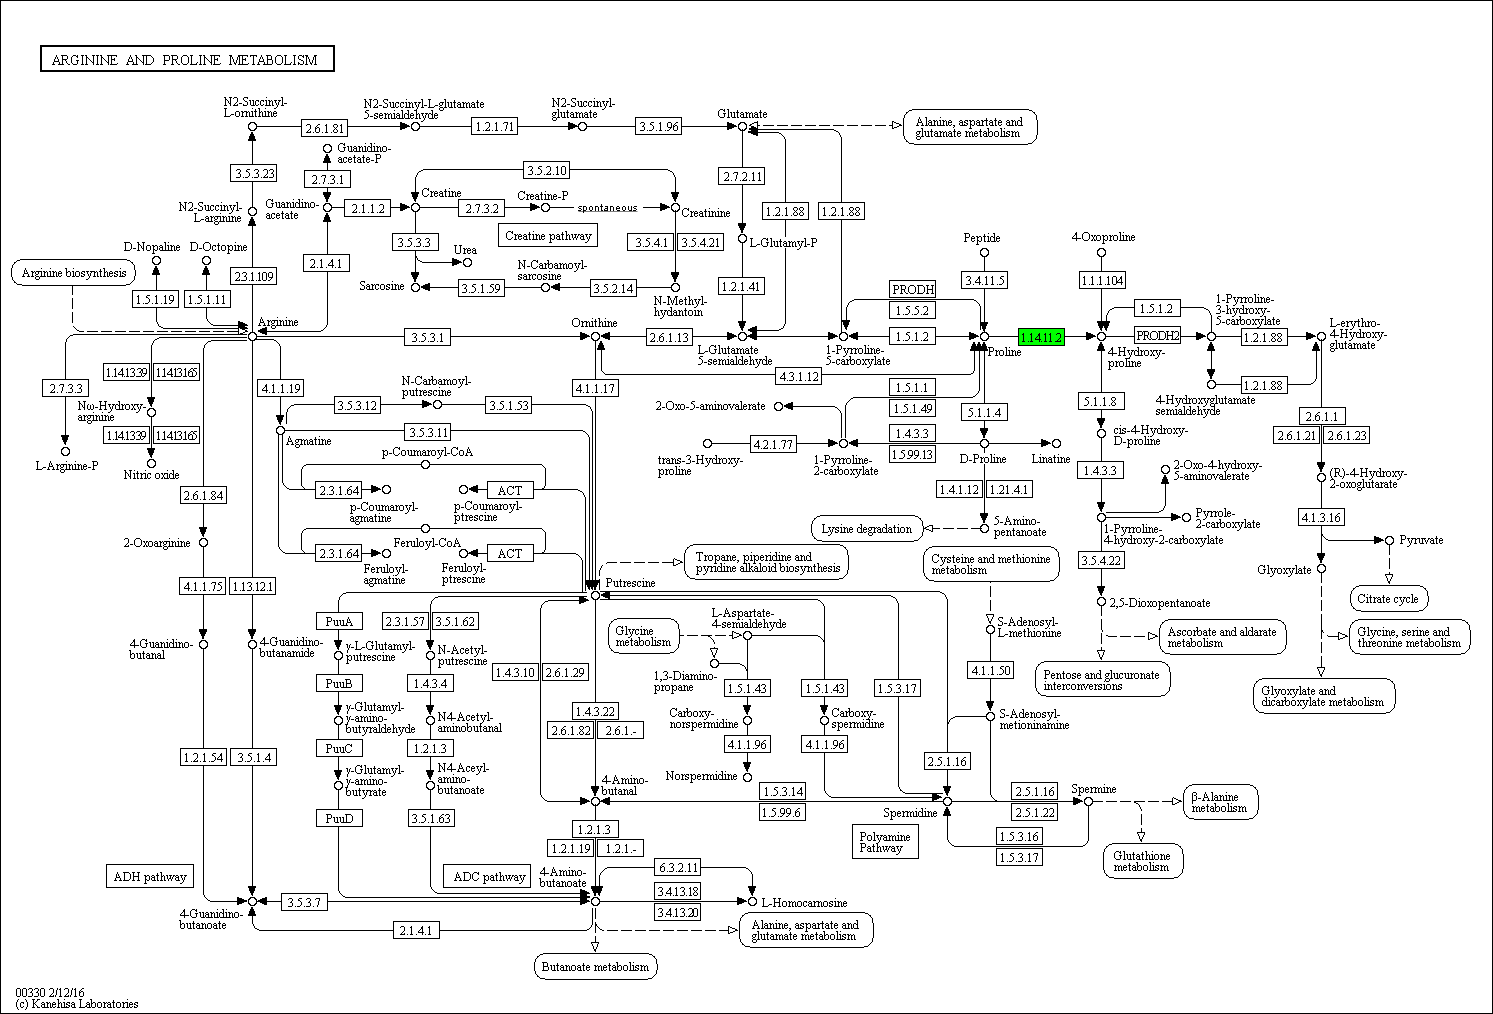 ARGININE AND PROLINE METABOLISM
N2-Succinyl-
L-ornithine
2.6.1.81
N2-Succinyl-L-glutamate
5-semialdehyde
1.2.1.71
N2-Succinyl-
glutamate
3.5.1.96
Glutamate
Alanine, aspartate and
glutamate metabolism
Guanidino-
acetate-P
3.5.3.23
2.7.3.1
3.5.2.10
2.7.2.11
N2-Succinyl-
L-arginine
Guanidino-
acetate
2.1.1.2
Creatine
2.7.3.2
Creatine-P
spontaneous
Creatinine
1.2.1.88
1.2.1.88
Creatine pathway
3.5.3.3
3.5.4.1
3.5.4.21
L-Glutamyl-P
Peptide
4-Oxoproline
D-Nopaline
D-Octopine
2.1.4.1
Urea
Arginine biosynthesis
2.3.1.109
N-Carbamoyl-
sarcosine
Sarcosine
3.5.1.59
3.5.2.14
1.2.1.41
3.4.11.5
1.1.1.104
1.5.1.19
1.5.1.11
N-Methyl-
hydantoin
PRODH
1.5.5.2
1.5.1.2
1-Pyrroline-
3-hydroxy-
5-carboxylate
Arginine
3.5.3.1
Ornithine
2.6.1.13
L-Glutamate
5-semialdehyde
1-Pyrroline-
5-carboxylate
1.5.1.2
Proline
1.14.11.2
4-Hydroxy-
proline
PRODH2
1.2.1.88
L-erythro-
4-Hydroxy-
glutamate
4.3.1.12
1.2.1.88
4-Hydroxyglutamate
semialdehyde
2.7.3.3
1.14.13.39
1.14.13.165
4.1.1.19
N-Carbamoyl-
putrescine
4.1.1.17
1.5.1.1
1.5.1.49
3.5.3.12
3.5.1.53
2-Oxo-5-aminovalerate
5.1.1.4
5.1.1.8
Nω-Hydroxy-
arginine
1.14.13.39
1.14.13.165
Agmatine
3.5.3.11
trans-3-Hydroxy-
proline
4.2.1.77
1-Pyrroline-
2-carboxylate
1.4.3.3
1.5.99.13
D-Proline
Linatine
cis-4-Hydroxy-
D-proline
2.6.1.1
2.6.1.21
2.6.1.23
L-Arginine-P
Nitric oxide
p-Coumaroyl-CoA
2.3.1.64
ACT
p-Coumaroyl-
agmatine
p-Coumaroyl-
ptrescine
1.4.1.12
1.21.4.1
1.4.3.3
2-Oxo-4-hydroxy-
5-aminovalerate
(R)-4-Hydroxy-
2-oxoglutarate
2.6.1.84
Lysine degradation
5-Amino-
pentanoate
1-Pyrroline-
4-hydroxy-2-carboxylate
Pyrrole-
2-carboxylate
4.1.3.16
2-Oxoarginine
Feruloyl-CoA
2.3.1.64
ACT
Feruloyl-
agmatine
Feruloyl-
ptrescine
Tropane, piperidine and
pyridine alkaloid biosynthesis
Cysteine and methionine
metabolism
3.5.4.22
Pyruvate
Glyoxylate
4.1.1.75
1.13.12.1
Putrescine
2,5-Dioxopentanoate
Citrate cycle
PuuA
2.3.1.57
3.5.1.62
Glycine
metabolism
L-Aspartate-
4-semialdehyde
S-Adenosyl-
L-methionine
Ascorbate and aldarate
metabolism
Glycine, serine and
threonine metabolism
4-Guanidino-
butanal
4-Guanidino-
butanamide
γ-L-Glutamyl-
putrescine
N-Acetyl-
putrescine
1.4.3.10
2.6.1.29
1,3-Diamino-
propane
4.1.1.50
Pentose and glucuronate
interconversions
Glyoxylate and
dicarboxylate metabolism
PuuB
1.4.3.4
1.5.1.43
1.5.1.43
1.5.3.17
γ-Glutamyl-
γ-amino-
butyraldehyde
N4-Acetyl-
aminobutanal
1.4.3.22
2.6.1.82
2.6.1.-
Carboxy-
norspermidine
Carboxy-
spermidine
S-Adenosyl-
metioninamine
1.2.1.54
3.5.1.4
PuuC
1.2.1.3
4.1.1.96
4.1.1.96
2.5.1.16
γ-Glutamyl-
γ-amino-
butyrate
N4-Aceyl-
amino-
butanoate
4-Amino-
butanal
Norspermidine
1.5.3.14
1.5.99.6
Spermidine
2.5.1.16
2.5.1.22
Spermine
β-Alanine
metabolism
PuuD
3.5.1.63
1.2.1.3
1.2.1.19
1.2.1.-
Polyamine
Pathway
1.5.3.16
1.5.3.17
Glutathione
metabolism
ADH pathway
ADC pathway
4-Amino-
butanoate
6.3.2.11
3.4.13.18
3.4.13.20
L-Homocarnosine
4-Guanidino-
butanoate
3.5.3.7
2.1.4.1
Alanine, aspartate and
glutamate metabolism
Butanoate metabolism
00330 2/12/16
(c) Kanehisa Laboratories